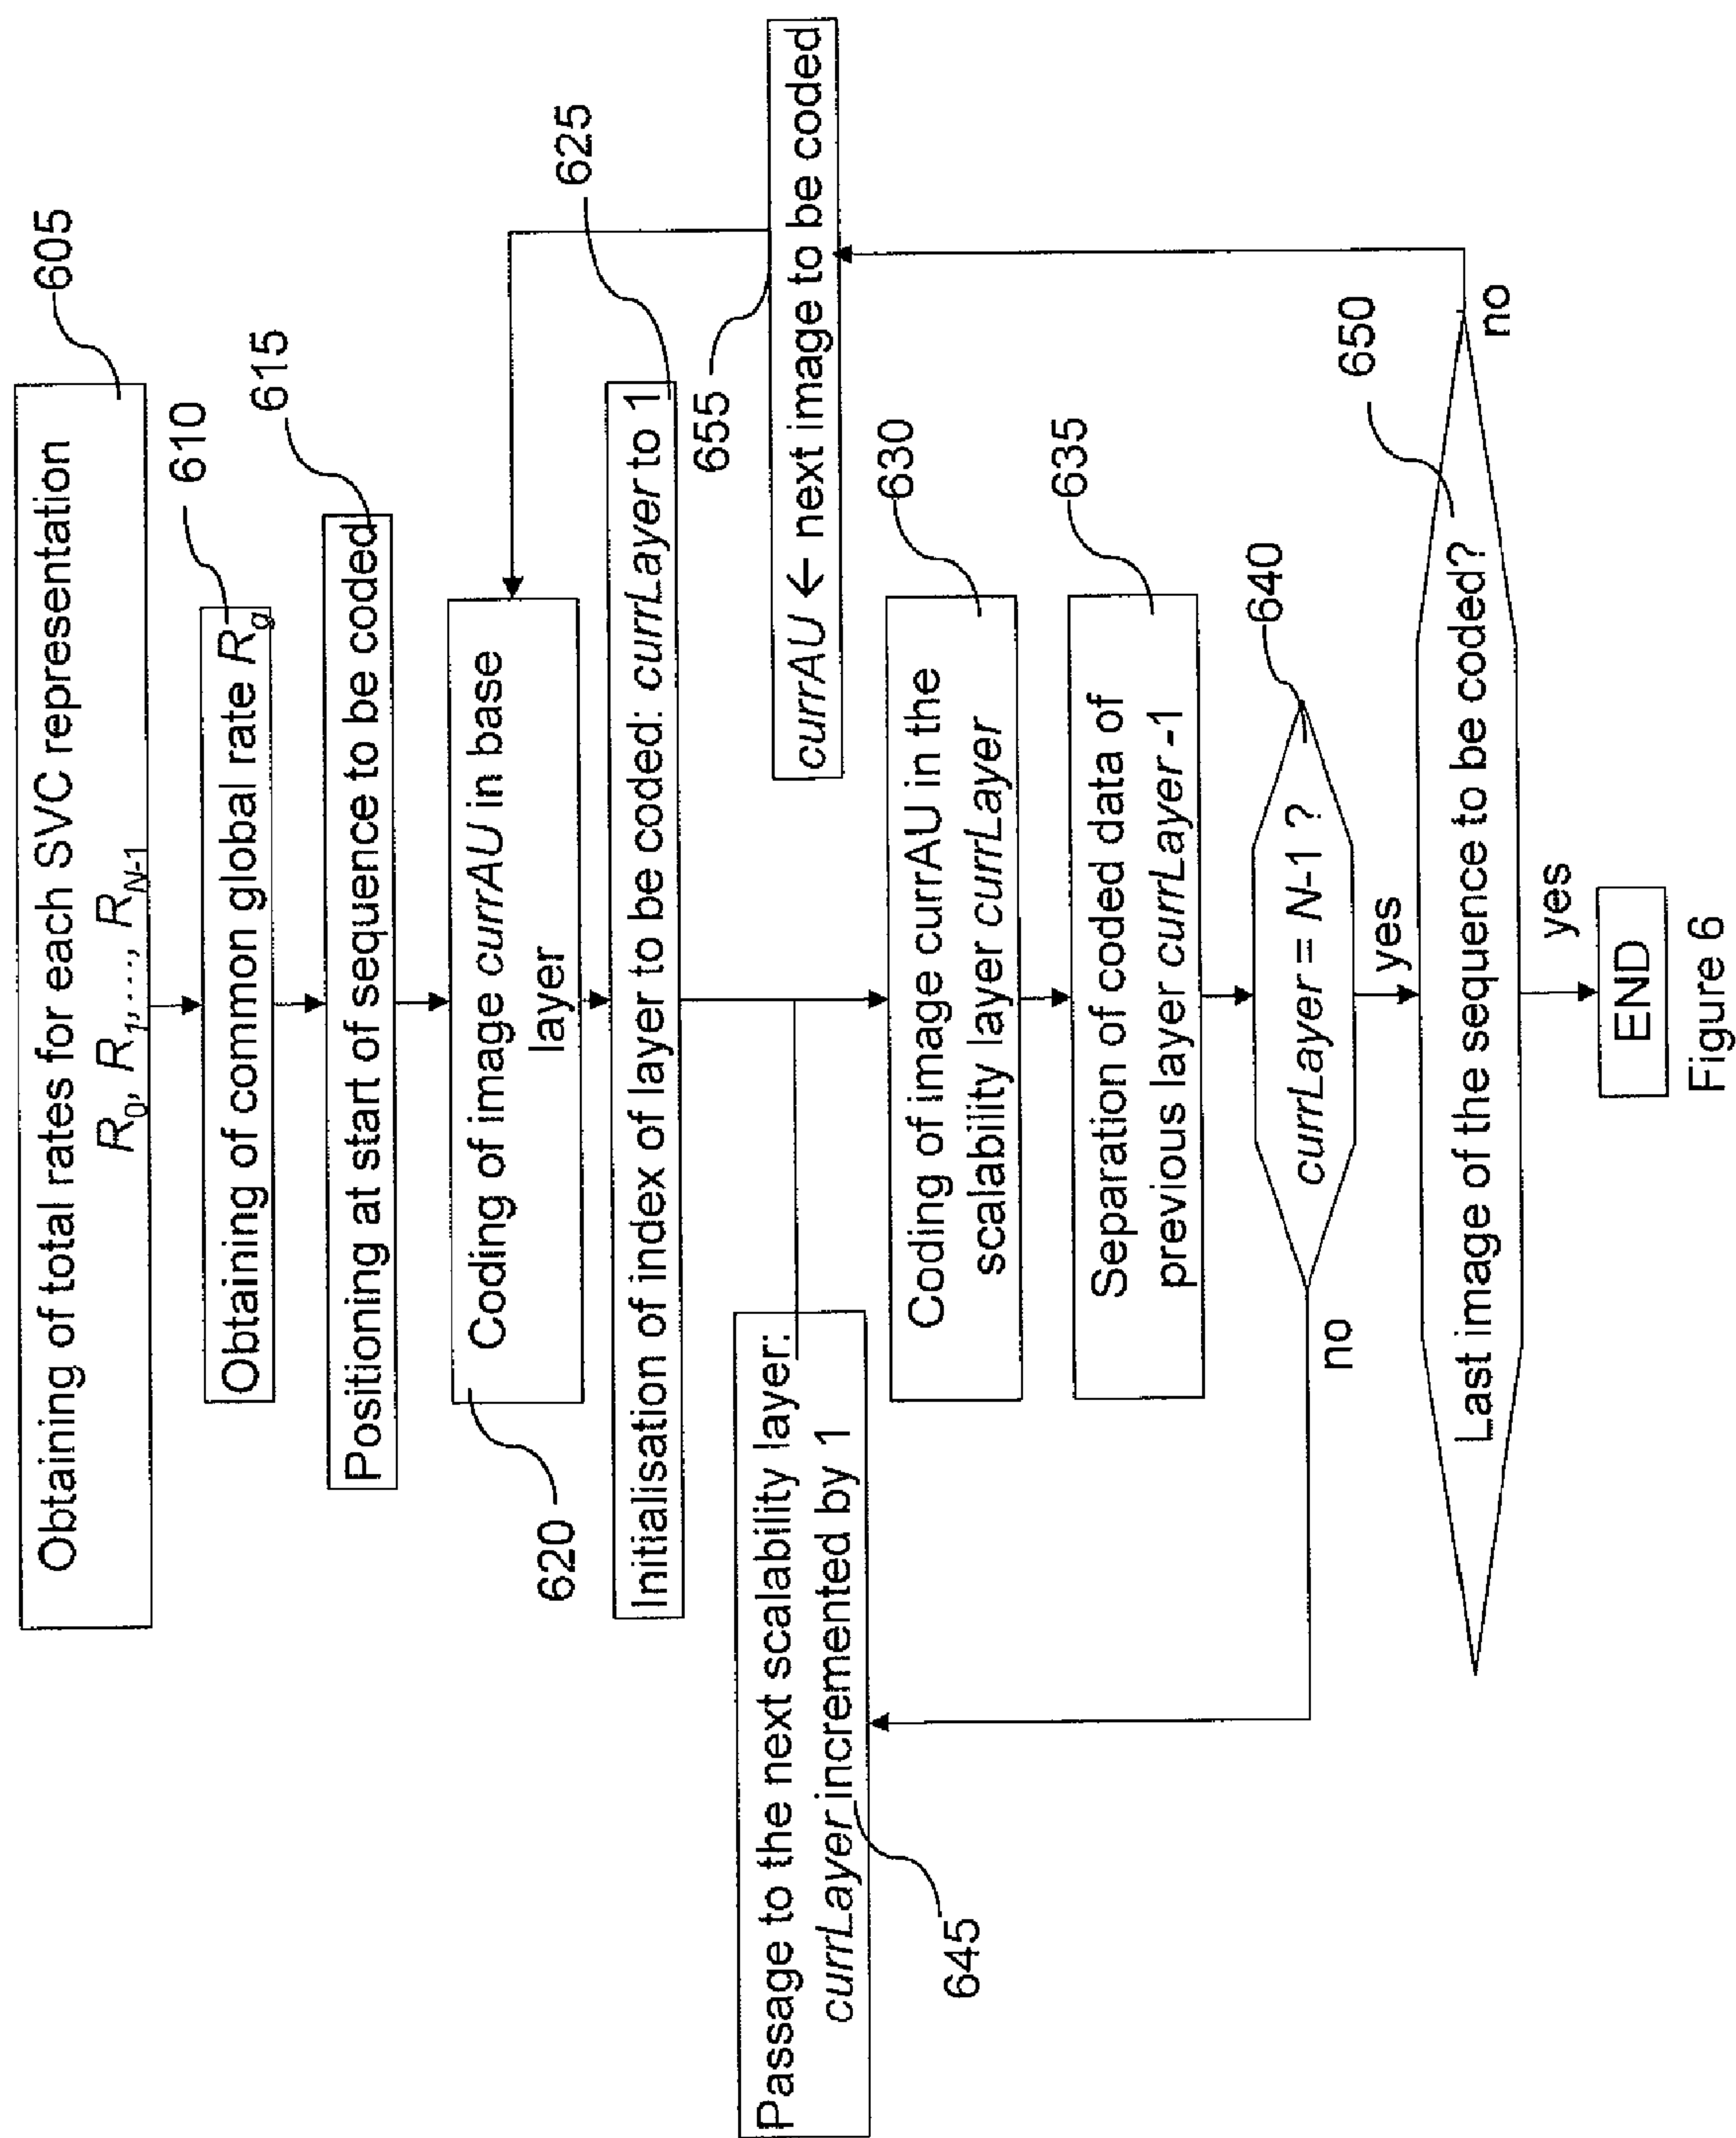 Obtaining of total rates for each SVC representation
R0, R1,..., RN-1
605
Obtaining of common global rate Rg
610
Positioning at start of sequence to be coded
615
Coding of image currAU in base
layer
620
Initialisation of index of layer to be coded: currLayer to 1
625
Passage to the next scalability layer:
currLayer incremented by 1
645
currAU ← next image to be coded
655
Coding of image currAU in the
scalability layer currLayer
630
Separation of coded data of
previous layer currLayer -1
635
currLayer = N-1 ?
640
no
yes
Last image of the sequence to be coded?
650
no
yes
END
Figure 6